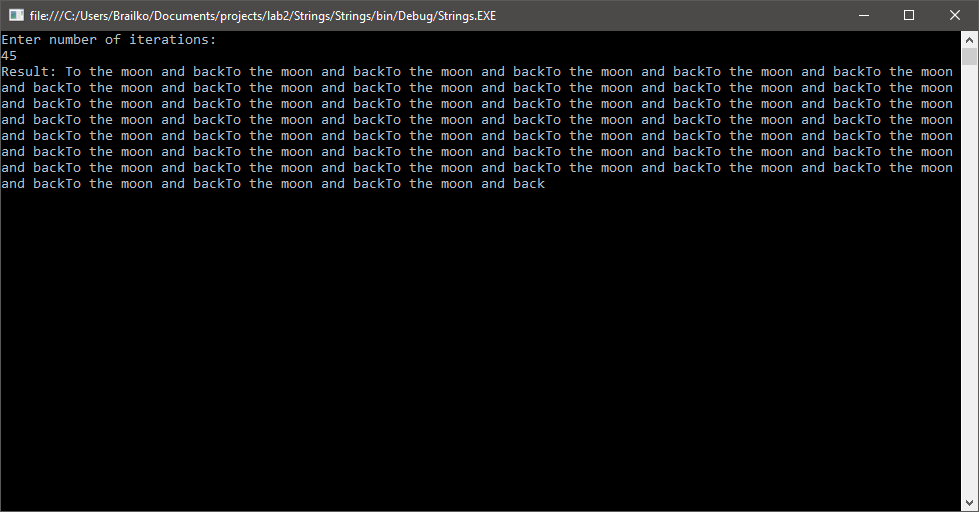 file:///C:/Users/Brailko/Documents/projects/lab2/Strings/Strings/bin/Debug/Strings.EXE
Enter number of iterations:
45
Result: To the moon and backTo the moon and backTo the moon and backTo the moon and backTo the moon and backTo the moon
and backTo the moon and backTo the moon and backTo the moon and backTo the moon and backTo the moon and backTo the moon
and backTo the moon and backTo the moon and backTo the moon and backTo the moon and backTo the moon and backTo the moon
and backTo the moon and backTo the moon and backTo the moon and backTo the moon and backTo the moon and backTo the moon
and backTo the moon and backTo the moon and backTo the moon and backTo the moon and backTo the moon and backTo the moon
and backTo the moon and backTo the moon and backTo the moon and backTo the moon and backTo the moon and backTo the moon
and backTo the moon and backTo the moon and backTo the moon and backTo the moon and backTo the moon and backTo the moon
and backTo the moon and backTo the moon and backTo the moon and back